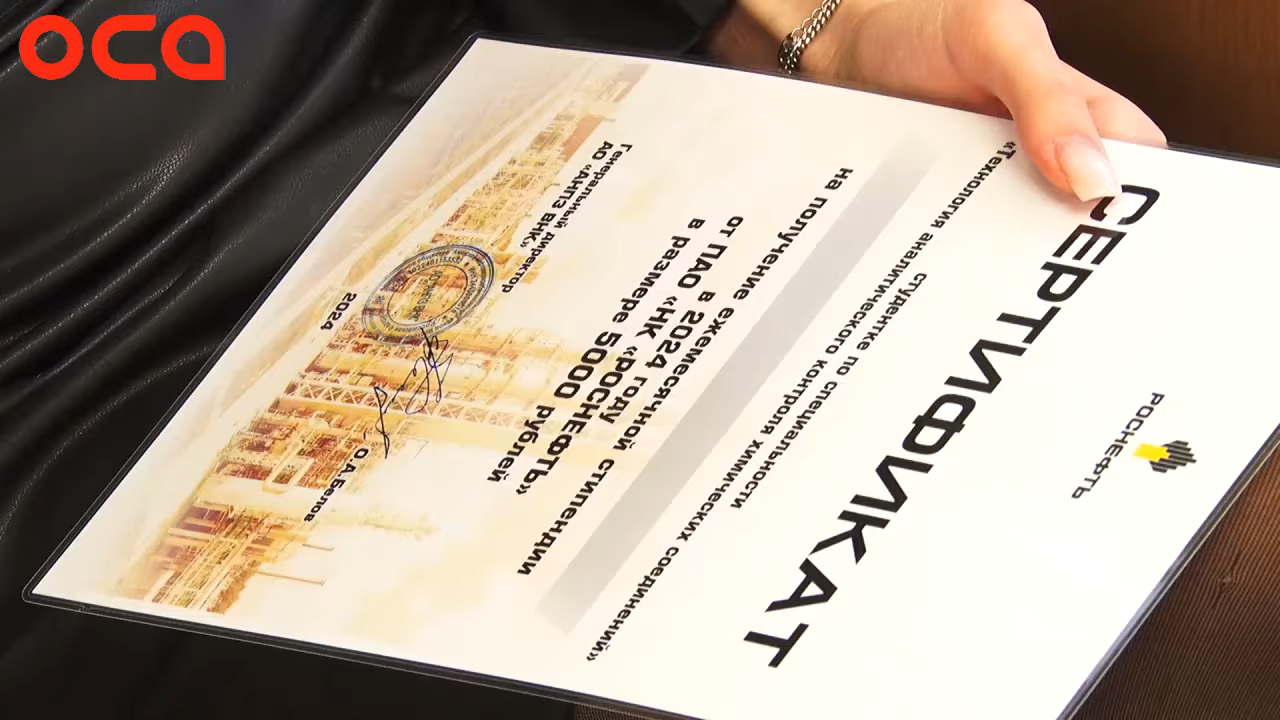 оса
РОСНЕФТЬ
СЕРТИФИКАТ
студентке по специальности
«Технология аналитического контроля химических соединений»
на получение ежемесячной стипендии
в 2024 году
от ПАО «НК «РОСНЕФТЬ»
в размере 5000 рублей
Генеральный директор
АО «АНПЗ ВНК»
О.А.Белов
2024